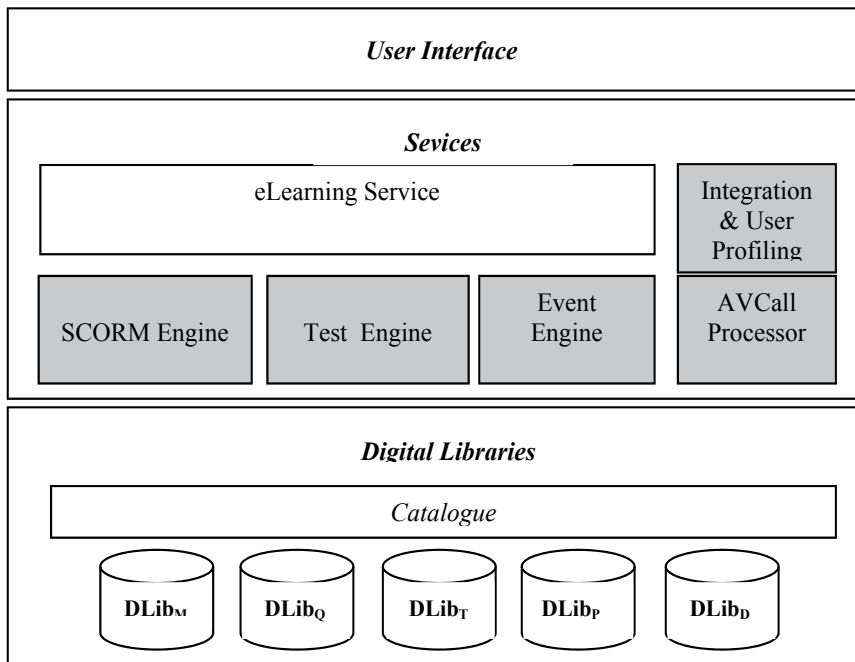 User Interface
Sevices
eLearning Service
Integration
& User
Profiling
SCORM Engine
Test Engine
Event
Engine
AVCall
Processor
Digital Libraries
Catalogue
DLibM
DLibQ
DLibT
DLibP
DLibD